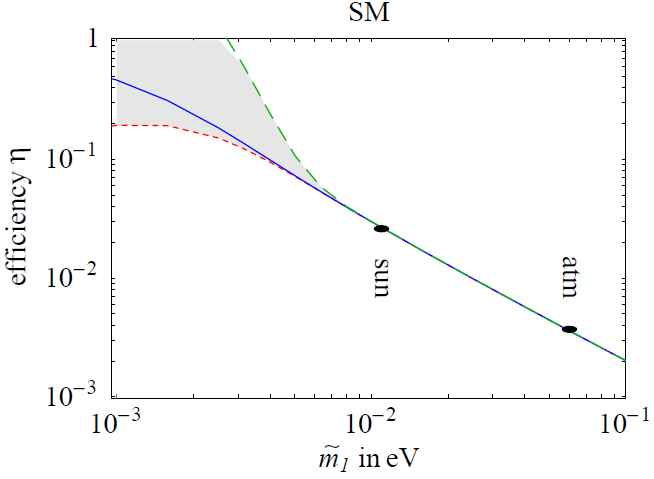 SM
1
10⁻¹
10⁻²
10⁻³
efficiency η
sun
atm
10⁻³
10⁻²
10⁻¹
m̃₁ in eV